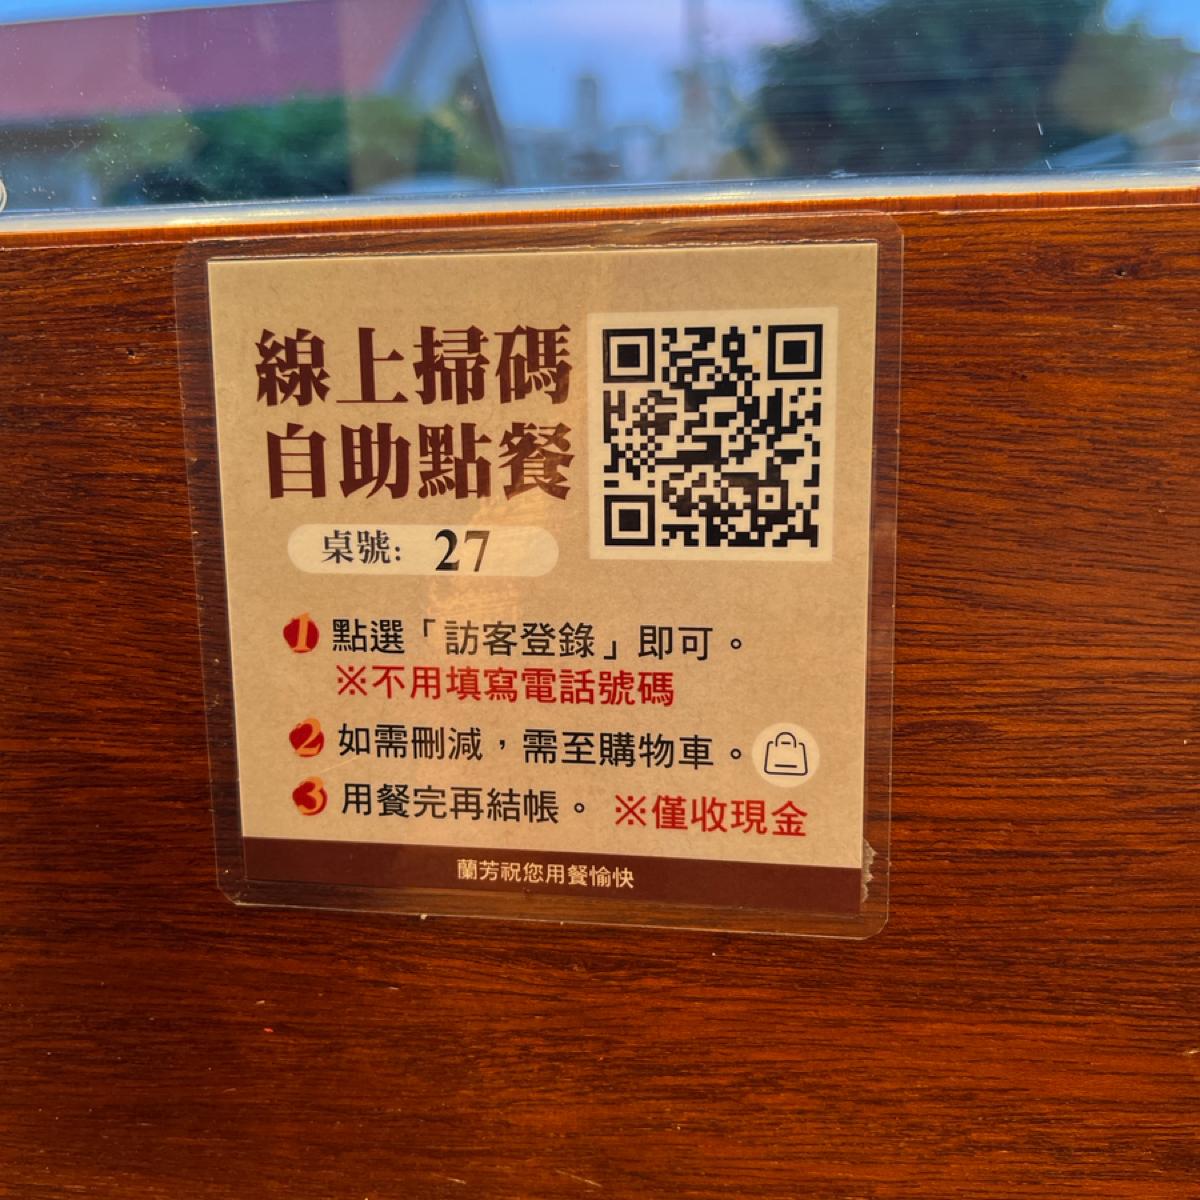 線上掃碼
自助點餐
桌號: 27
1 點選「訪客登錄」即可。
※不用填寫電話號碼
2 如需刪減，需至購物車。
3 用餐完再結帳。 ※僅收現金
蘭芳祝您用餐愉快